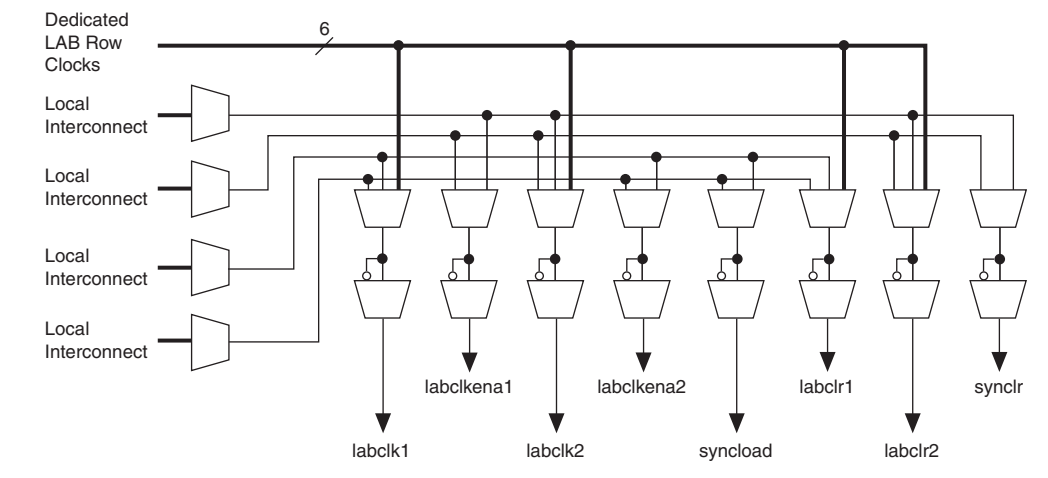 Dedicated
LAB Row
Clocks
6
Local
Interconnect
Local
Interconnect
Local
Interconnect
Local
Interconnect
labclkena1
labclkena2
labclr1
synclr
labclk1
labclk2
syncload
labclr2